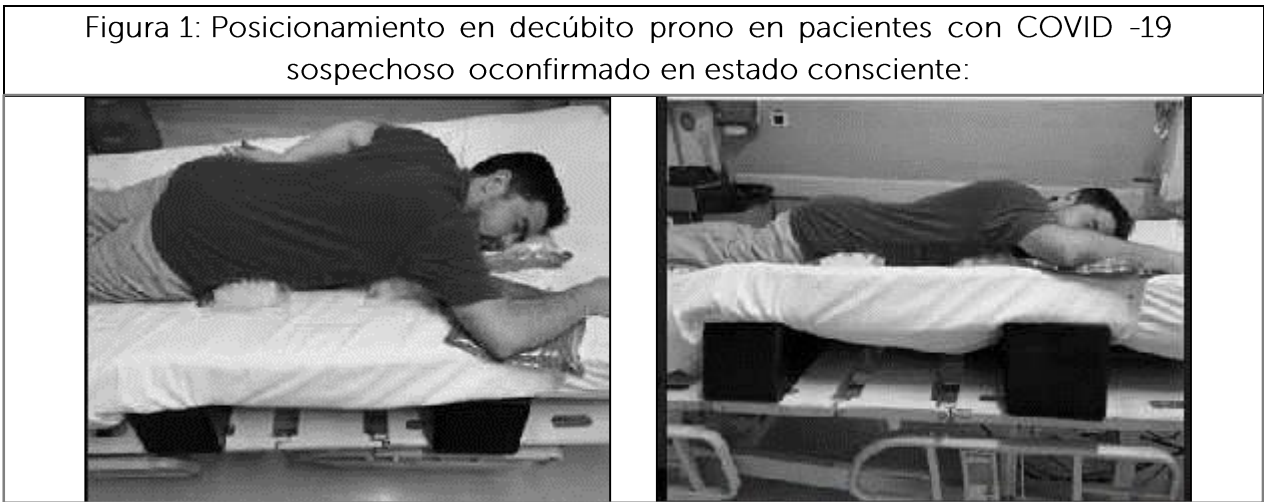 Figura 1: Posicionamiento en decúbito prono en pacientes con COVID -19
sospechoso oconfirmado en estado consciente: